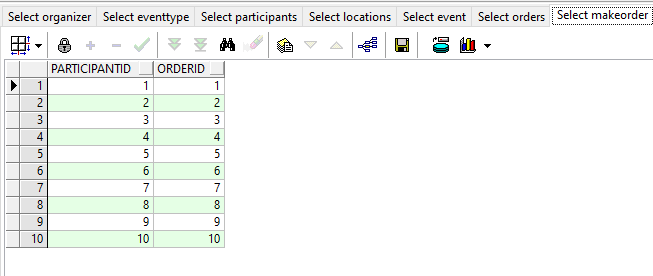 Select organizer Select eventtype Select participants Select locations Select event Select orders Select makeorder
PARTICIPANTID ORDERID
1 1 1
2 2 2
3 3 3
4 4 4
5 5 5
6 6 6
7 7 7
8 8 8
9 9 9
10 10 10